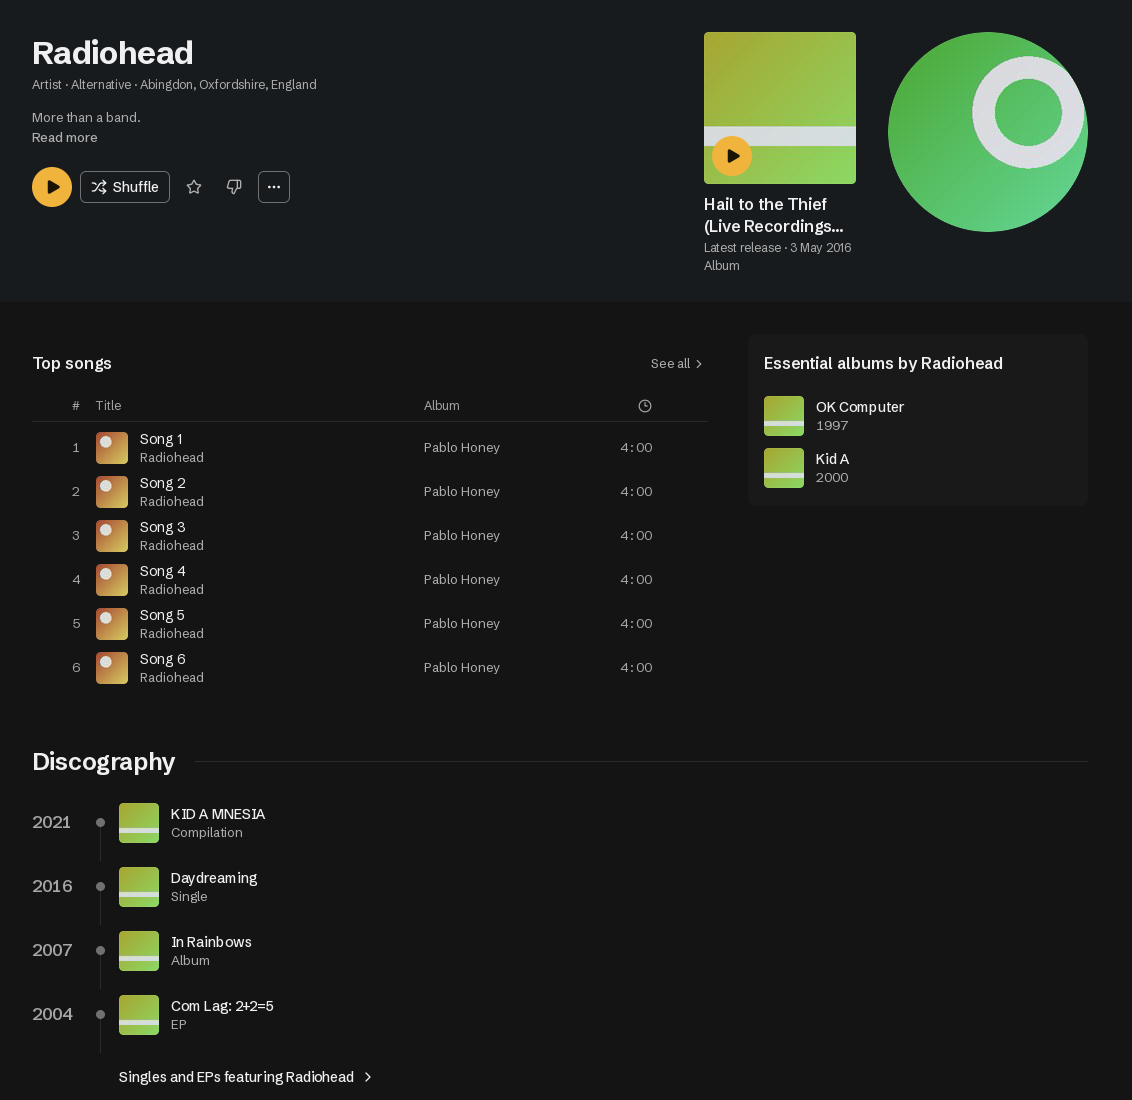 Radiohead
Artist · Alternative · Abingdon, Oxfordshire, England
More than a band.
Read more
Shuffle
Hail to the Thief
(Live Recordings...
Latest release · 3 May 2016
Album
Top songs
See all
# Title Album
1 Song 1 Pablo Honey 4:00
Radiohead
2 Song 2 Pablo Honey 4:00
Radiohead
3 Song 3 Pablo Honey 4:00
Radiohead
4 Song 4 Pablo Honey 4:00
Radiohead
5 Song 5 Pablo Honey 4:00
Radiohead
6 Song 6 Pablo Honey 4:00
Radiohead
Essential albums by Radiohead
OK Computer
1997
Kid A
2000
Discography
2021
KID A MNESIA
Compilation
2016
Daydreaming
Single
2007
In Rainbows
Album
2004
Com Lag: 2+2=5
EP
Singles and EPs featuring Radiohead